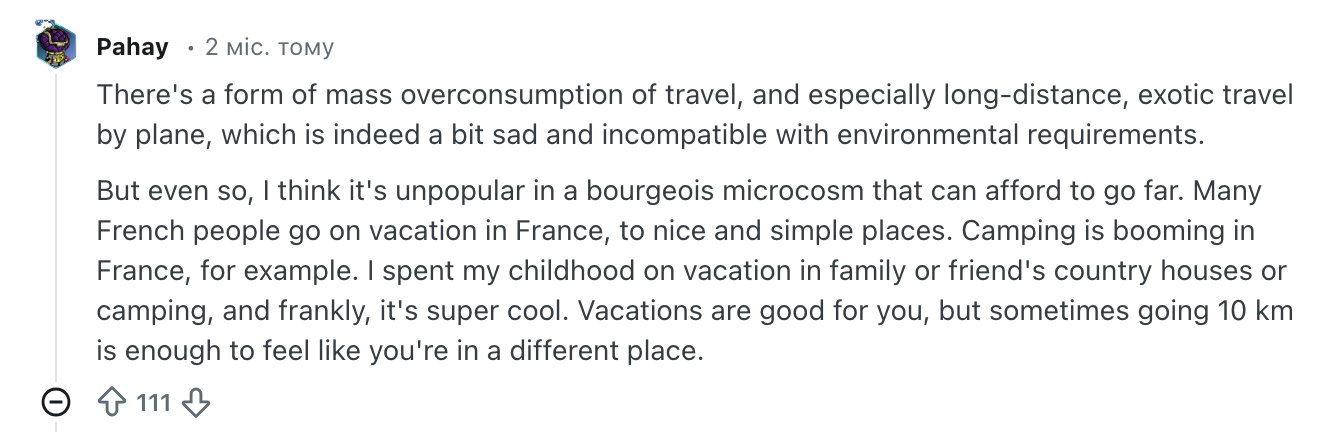 Pahay • 2 міс. тому
There's a form of mass overconsumption of travel, and especially long-distance, exotic travel
by plane, which is indeed a bit sad and incompatible with environmental requirements.
But even so, I think it's unpopular in a bourgeois microcosm that can afford to go far. Many
French people go on vacation in France, to nice and simple places. Camping is booming in
France, for example. I spent my childhood on vacation in family or friend's country houses or
camping, and frankly, it's super cool. Vacations are good for you, but sometimes going 10 km
is enough to feel like you're in a different place.
111